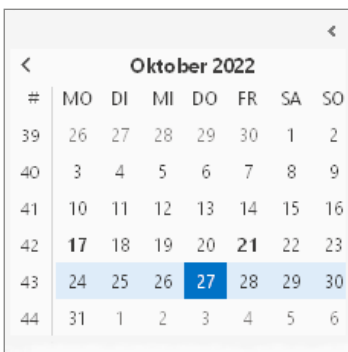 Oktober 2022
# MO DI MI DO FR SA SO
39 26 27 28 29 30 1 2
40 3 4 5 6 7 8 9
41 10 11 12 13 14 15 16
42 17 18 19 20 21 22 23
43 24 25 26 27 28 29 30
44 31 1 2 3 4 5 6